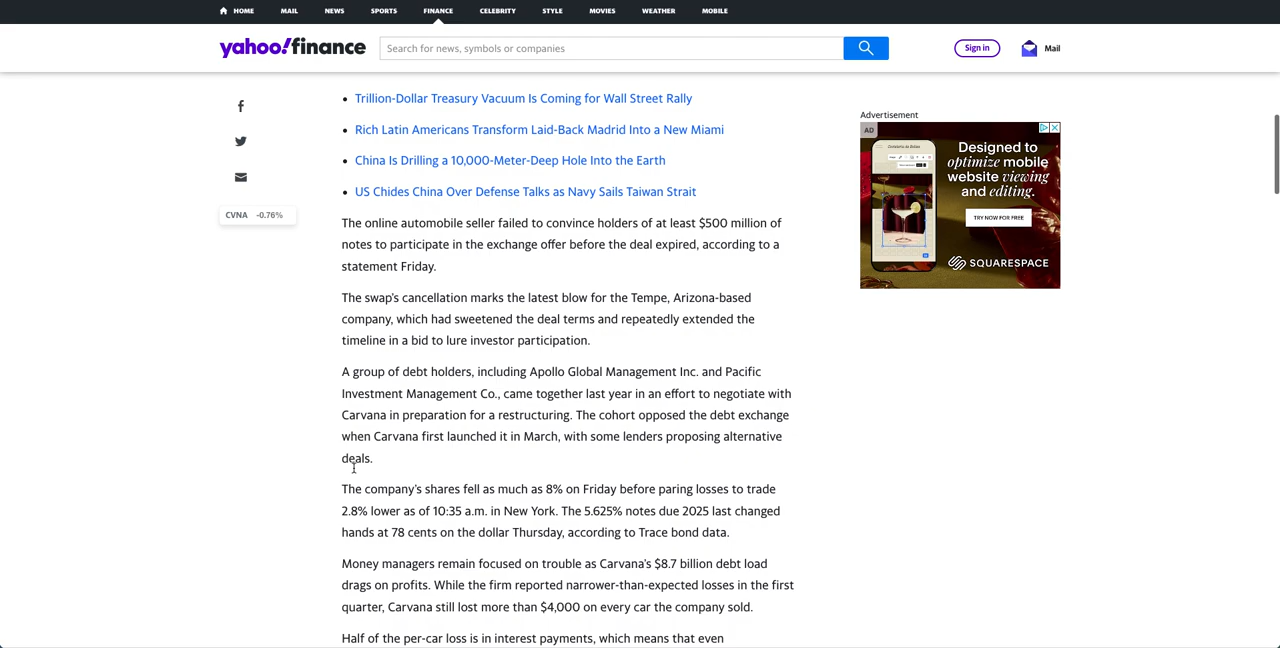 HOME MAIL NEWS SPORTS FINANCE CELEBRITY STYLE MOVIES WEATHER MOBILE
yahoo!finance Search for news, symbols or companies Sign in Mail
Trillion-Dollar Treasury Vacuum Is Coming for Wall Street Rally
Rich Latin Americans Transform Laid-Back Madrid Into a New Miami
China Is Drilling a 10,000-Meter-Deep Hole Into the Earth
US Chides China Over Defense Talks as Navy Sails Taiwan Strait
CVNA -0.76%
The online automobile seller failed to convince holders of at least $500 million of
notes to participate in the exchange offer before the deal expired, according to a
statement Friday.
The swap's cancellation marks the latest blow for the Tempe, Arizona-based
company, which had sweetened the deal terms and repeatedly extended the
timeline in a bid to lure investor participation.
A group of debt holders, including Apollo Global Management Inc. and Pacific
Investment Management Co., came together last year in an effort to negotiate with
Carvana in preparation for a restructuring. The cohort opposed the debt exchange
when Carvana first launched it in March, with some lenders proposing alternative
deals.
The company's shares fell as much as 8% on Friday before paring losses to trade
2.8% lower as of 10:35 a.m. in New York. The 5.625% notes due 2025 last changed
hands at 78 cents on the dollar Thursday, according to Trace bond data.
Money managers remain focused on trouble as Carvana's $8.7 billion debt load
drags on profits. While the firm reported narrower-than-expected losses in the first
quarter, Carvana still lost more than $4,000 on every car the company sold.
Half of the per-car loss is in interest payments, which means that even
Advertisement
AD
Designed to
optimize mobile
website viewing
and editing.
TRY NOW FOR FREE
SQUARESPACE